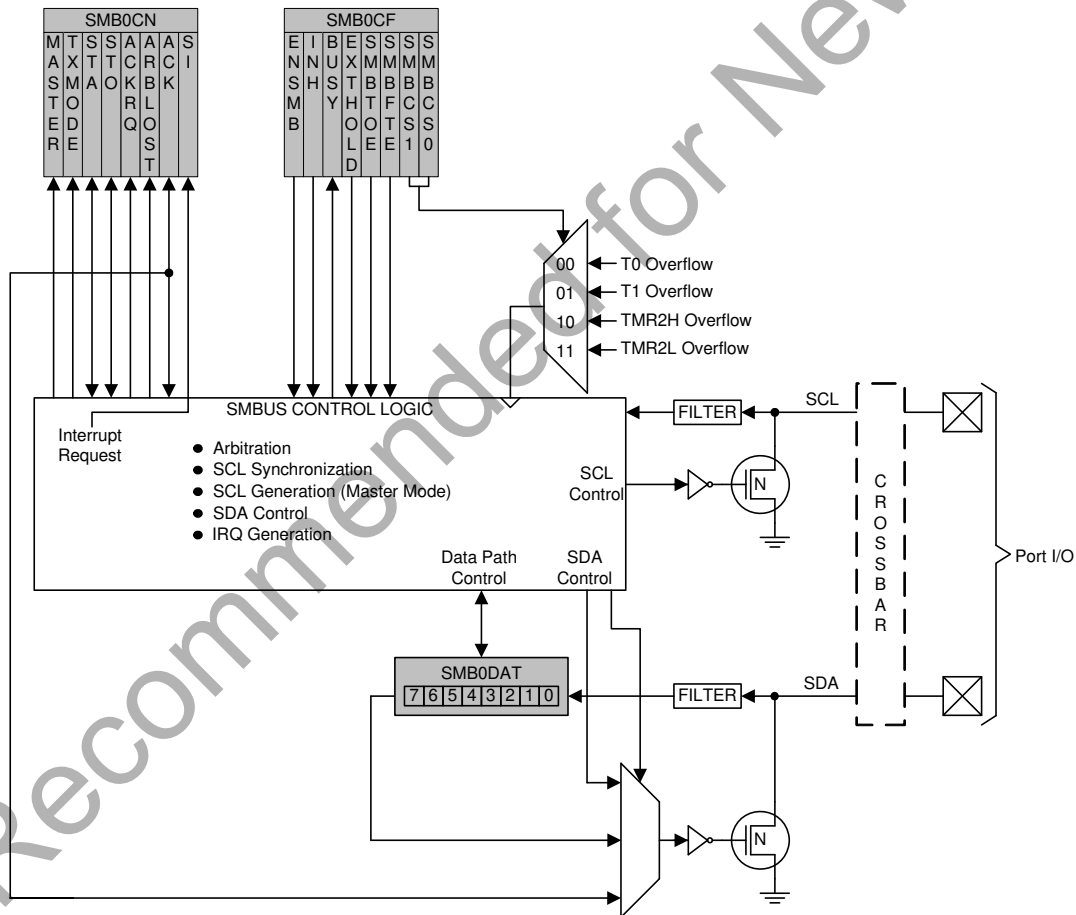 SMB0CN
MASTER
TXMODE
STA
STO
ACKRQ
ARBLOST
ACK
SI
SMB0CF
ENSMB
INH
BUSY
EXTHOLD
SMBTOE
SMBFTE
SMBCS1
SMBCS0
00
T0 Overflow
01
T1 Overflow
10
TMR2H Overflow
11
TMR2L Overflow
SMBUS CONTROL LOGIC
Interrupt
Request
● Arbitration
● SCL Synchronization
● SCL Generation (Master Mode)
● SDA Control
● IRQ Generation
SCL
Control
Data Path
Control
SDA
Control
FILTER
SCL
N
CROSSBAR
Port I/O
SMB0DAT
7 6 5 4 3 2 1 0
FILTER
SDA
N
Recommended for New